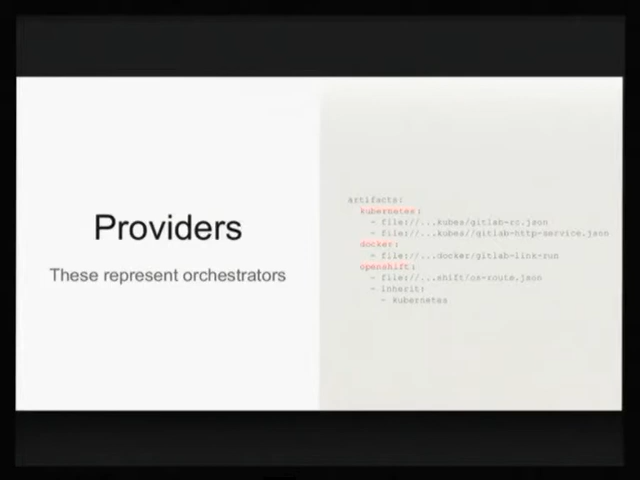 Providers
These represent orchestrators
artifacts:
kubernetes:
- file://...kubes/gitlab-rc.json
- file://...kubes//gitlab-http-service.json
docker:
- file://...docker/gitlab-link-run
openshift:
- file://...shift/os-route.json
- inherit:
- kubernetes